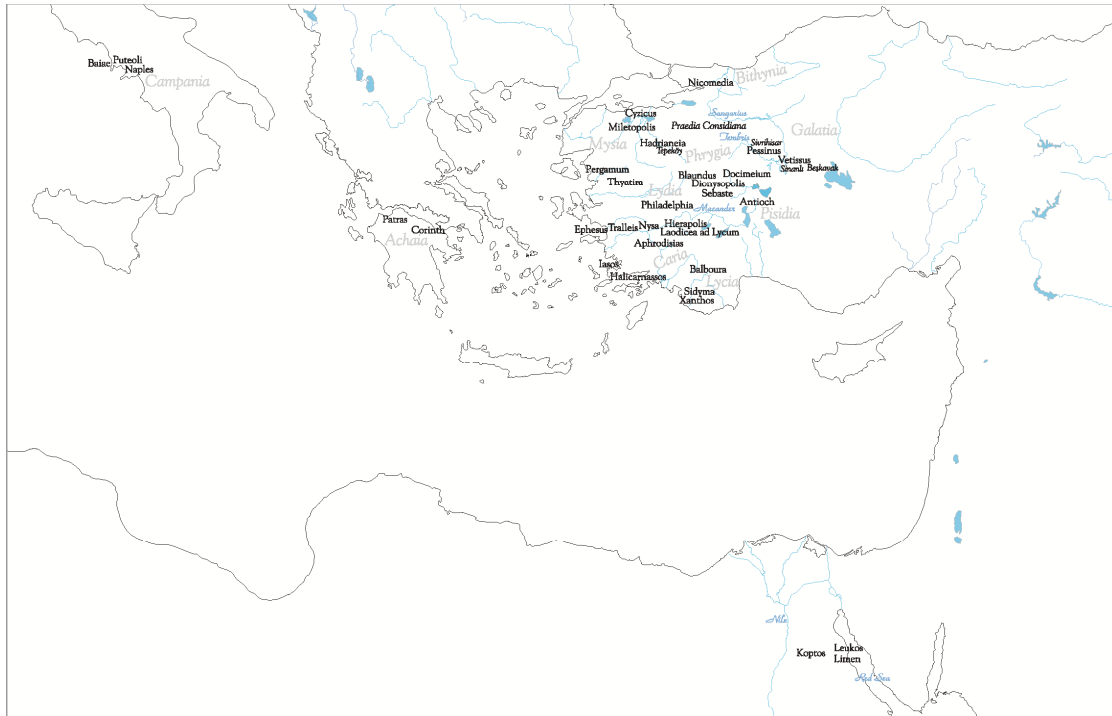 Baiae
Puteoli
Naples
Campania
Nicomedia
Bithynia
Cyzicus
Sangarius
Miletopolis
Praedia Considiana
Galatia
Mysia
Hadrianeia
Tembris
Sivrihisar
Tepeköy
Phrygia
Pessinus
Vetissus
Sinanlı
Beşkavak
Pergamum
Blaundus
Docimeium
Thyatira
Dionysopolis
Lydia
Sebaste
Philadelphia
Maeander
Antioch
Pisidia
Patras
Corinth
Achaia
Ephesus
Tralleis
Nysa
Hierapolis
Laodicea ad Lycum
Aphrodisias
Caria
Iasos
Halicarnassos
Balboura
Lycia
Sidyma
Xanthos
Nile
Koptos
Leukos
Limen
Red Sea